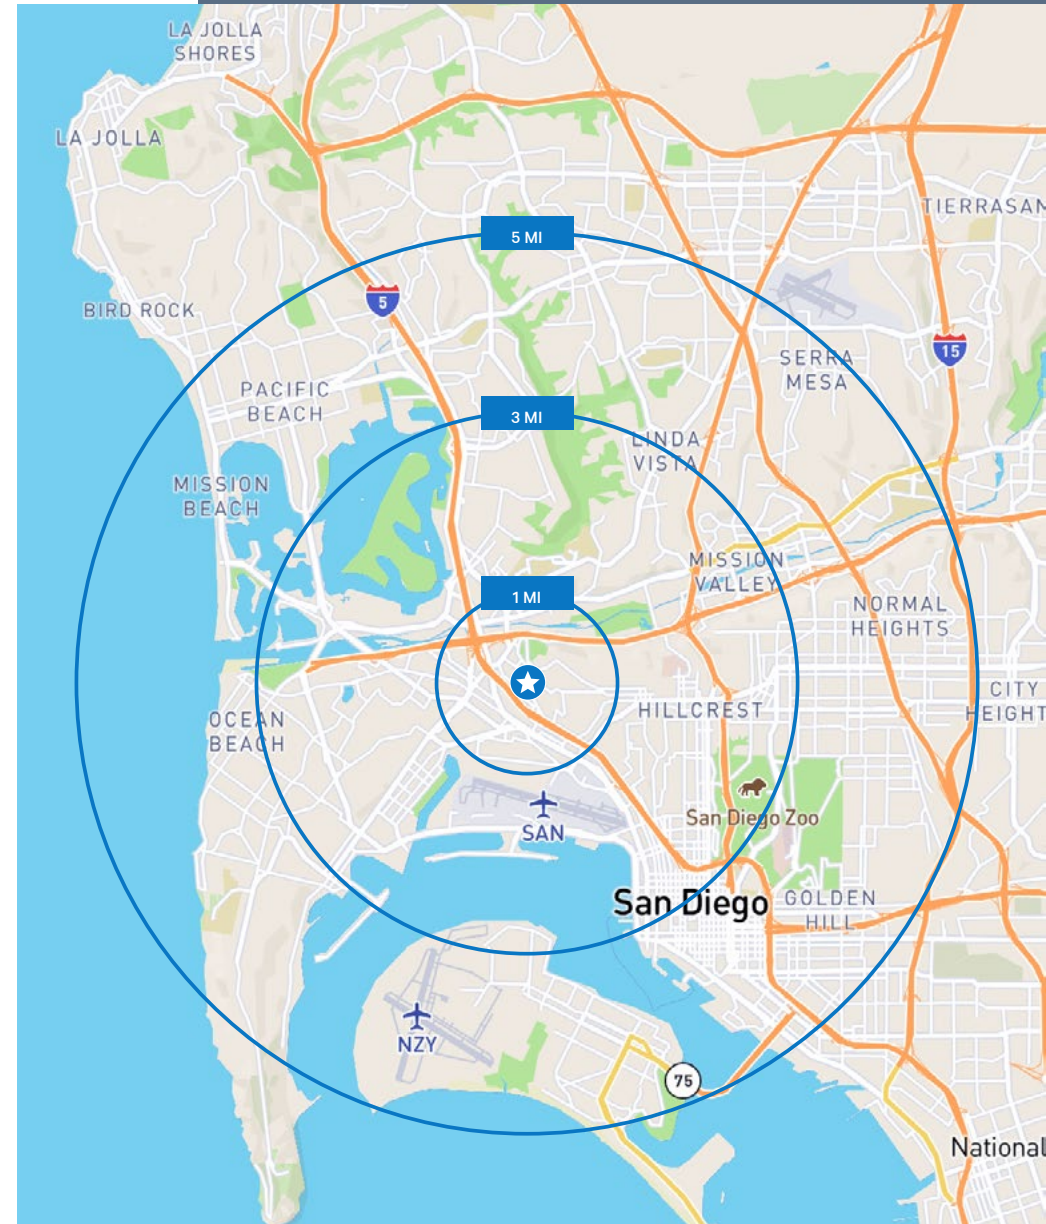 LA JOLLA
SHORES
LA JOLLA
TIERRASAN
5 MI
BIRD ROCK
5
15
SERRA
MESA
PACIFIC
BEACH
3 MI
LINDA
VISTA
MISSION
BEACH
MISSION
VALLEY
1 MI
NORMAL
HEIGHTS
CITY
HEIGHT
HILLCREST
OCEAN
BEACH
San Diego Zoo
SAN
San Diego
GOLDEN
HILL
NZY
75
National